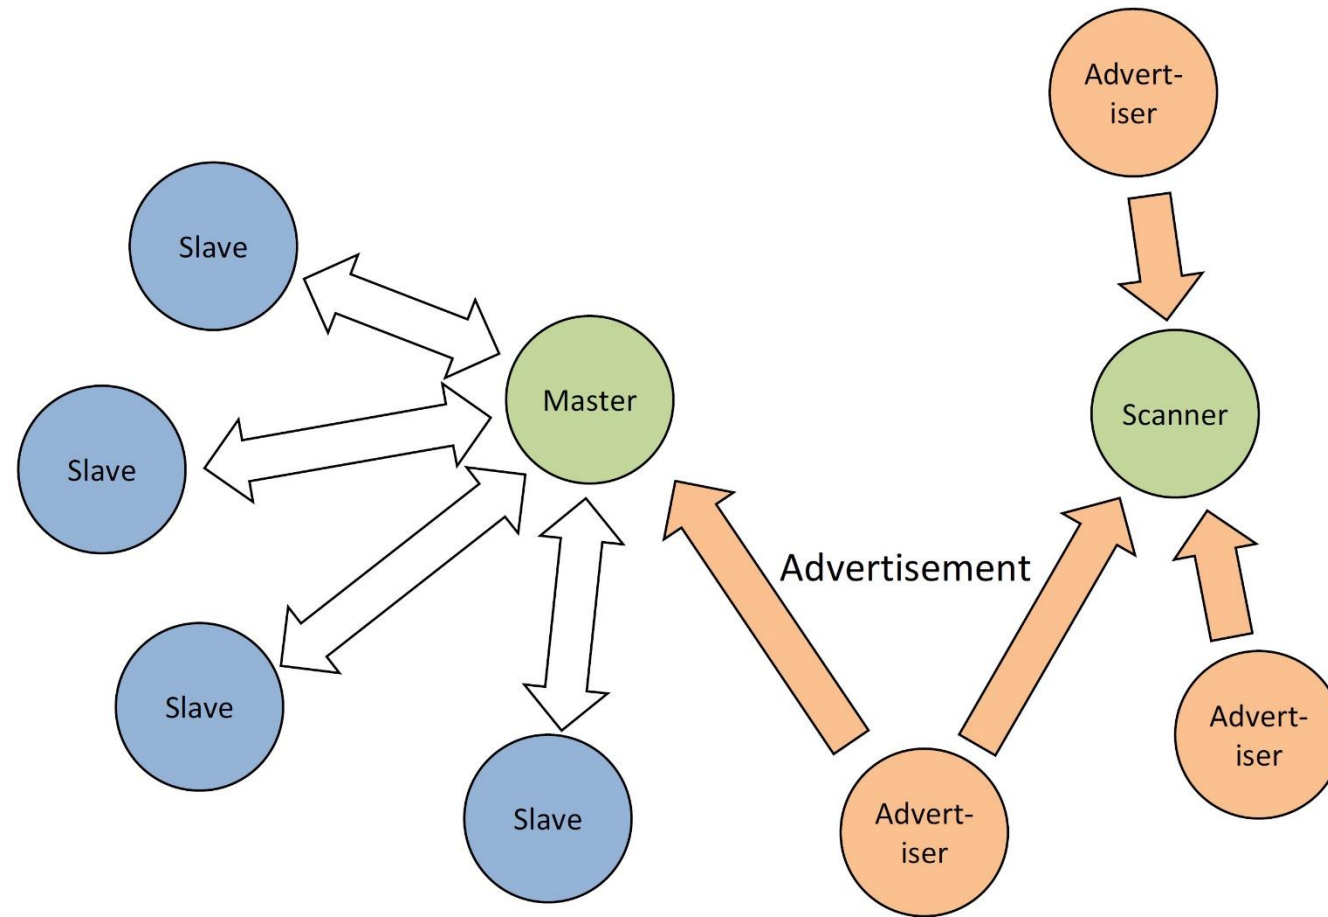 Advert-
iser
Slave
Master
Scanner
Slave
Advertisement
Slave
Advert-
iser
Slave
Advert-
iser